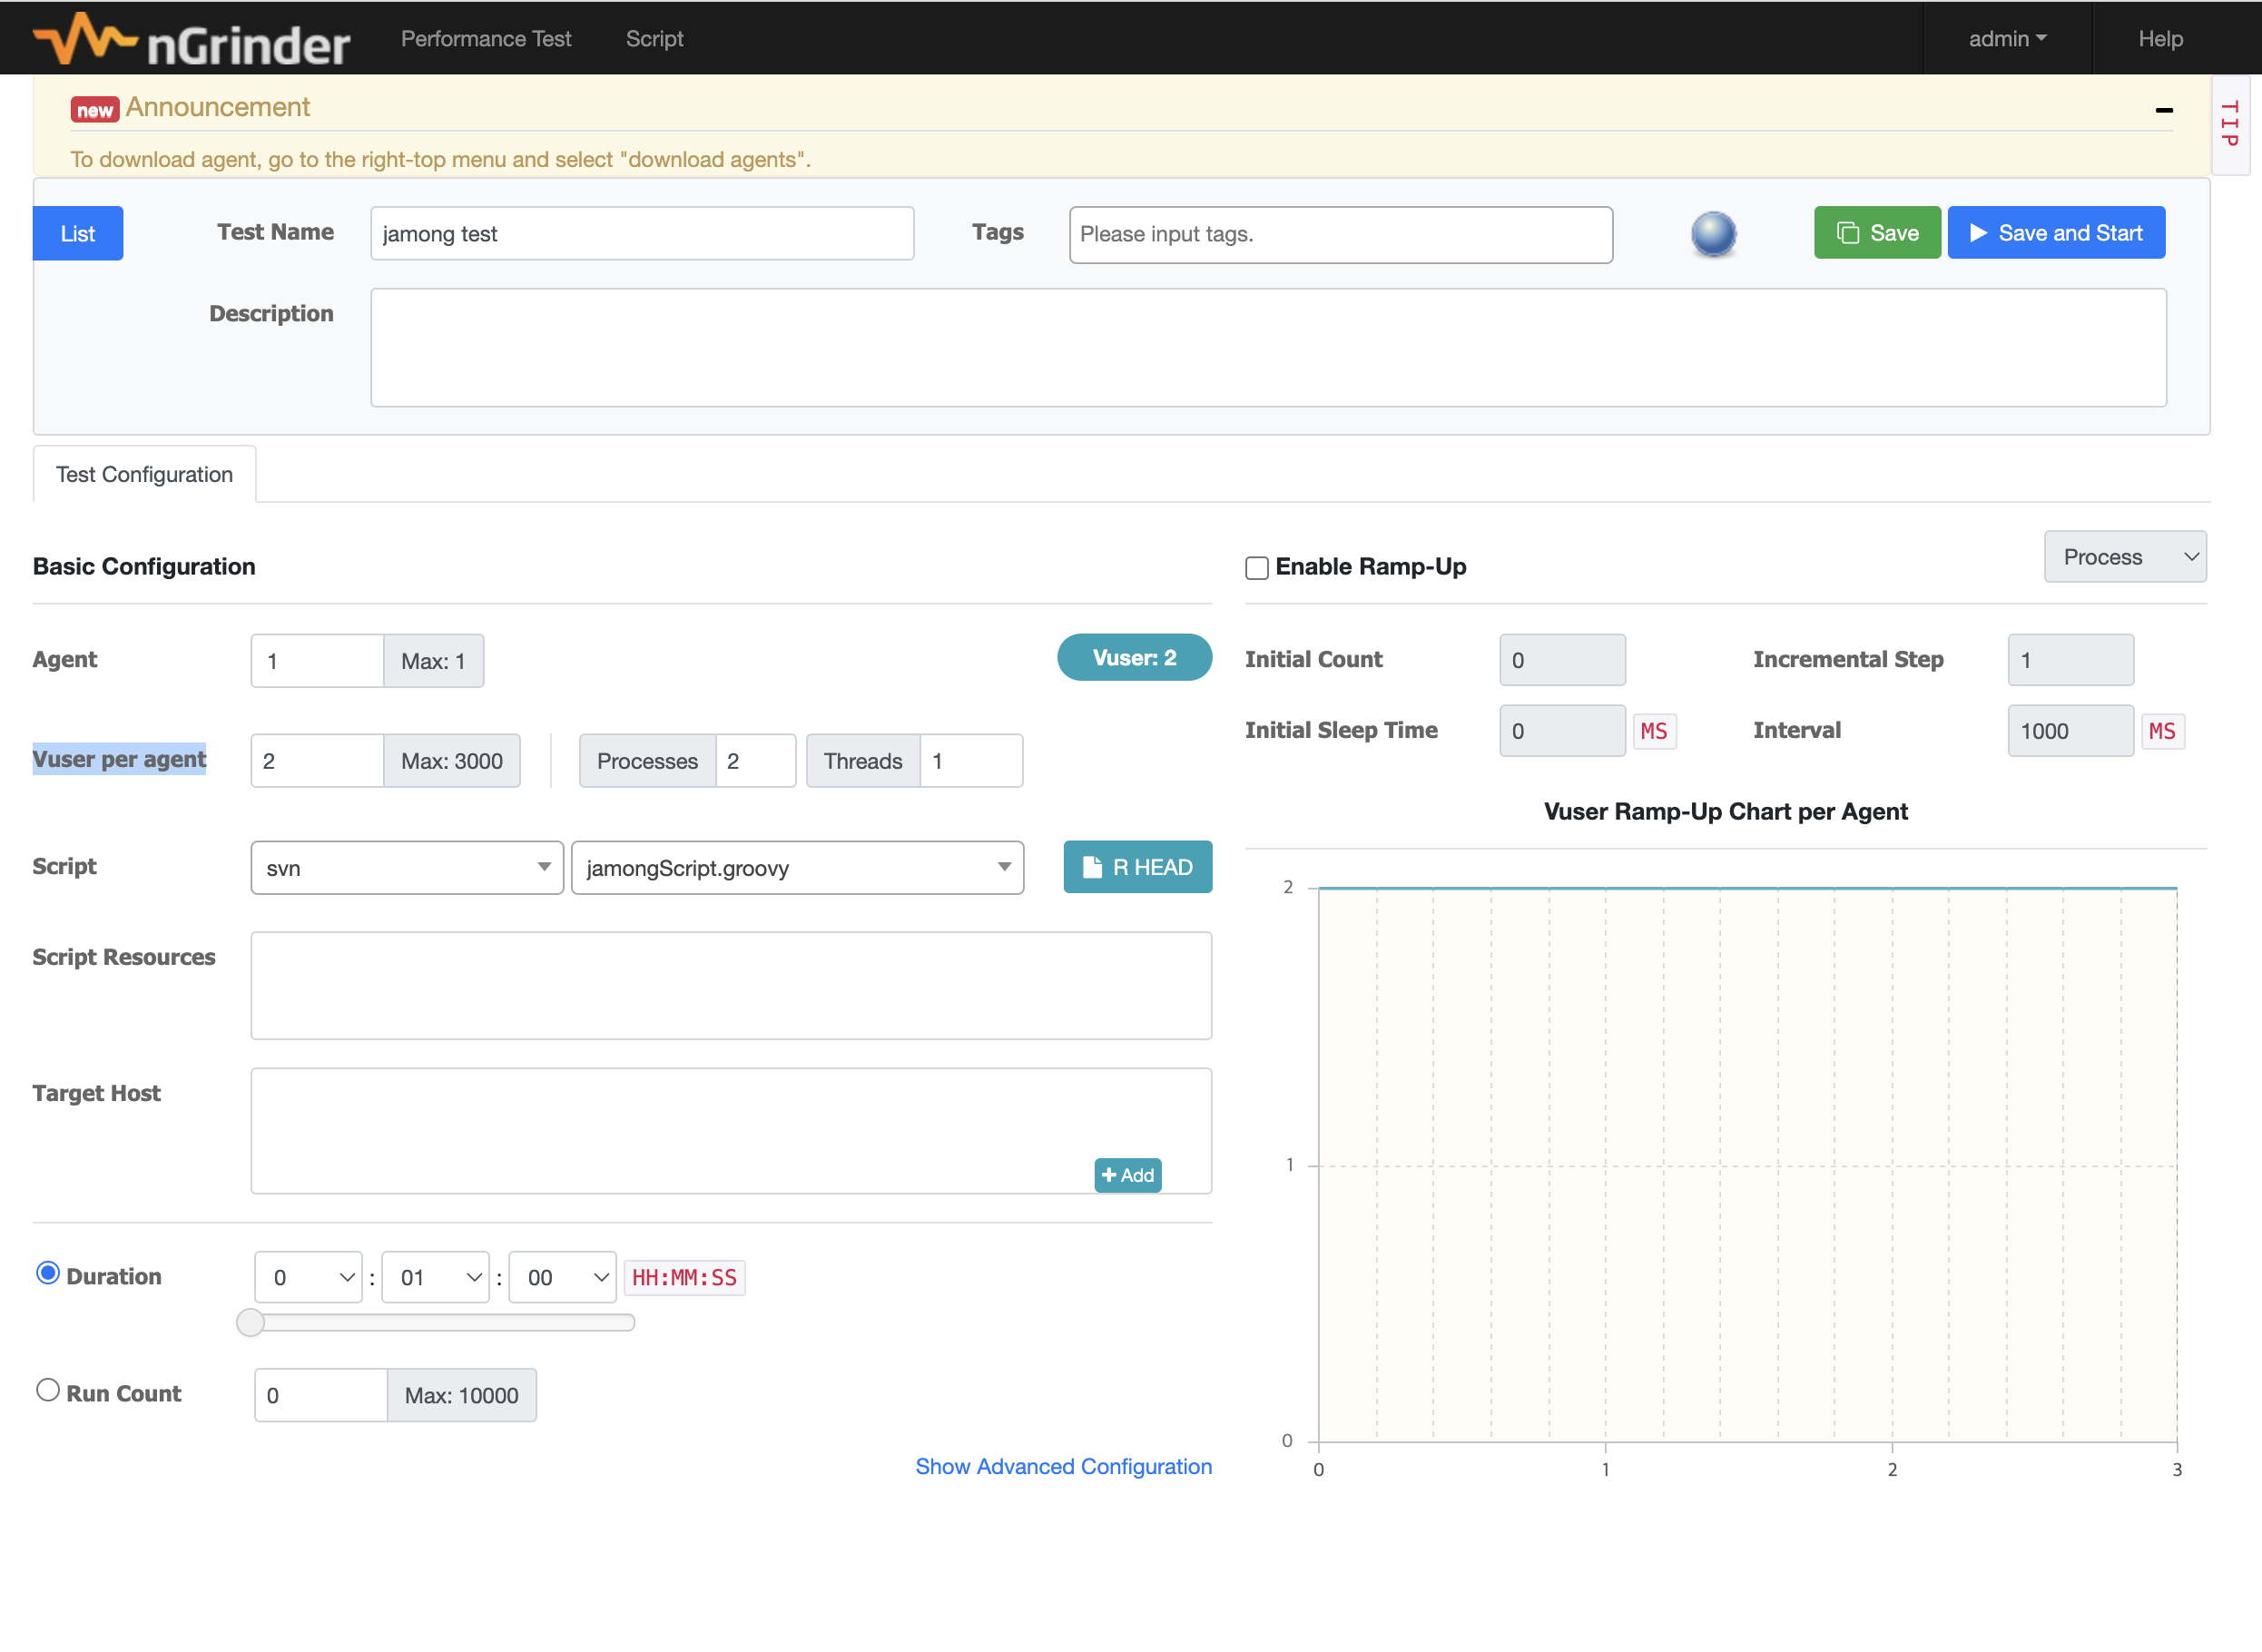 nGrinder Performance Test Script admin Help
new Announcement
To download agent, go to the right-top menu and select "download agents".
TIP
List Test Name jamong test Tags Please input tags. Save Save and Start
Description
Test Configuration
Basic Configuration
Agent 1 Max: 1 Vuser: 2
Vuser per agent 2 Max: 3000 Processes 2 Threads 1
Script svn jamongScript.groovy R HEAD
Script Resources
Target Host
Add
Duration 0 : 01 : 00 HH:MM:SS
Run Count 0 Max: 10000
Show Advanced Configuration
Enable Ramp-Up Process
Initial Count 0 Incremental Step 1
Initial Sleep Time 0 MS Interval 1000 MS
Vuser Ramp-Up Chart per Agent
2
1
0
0 1 2 3